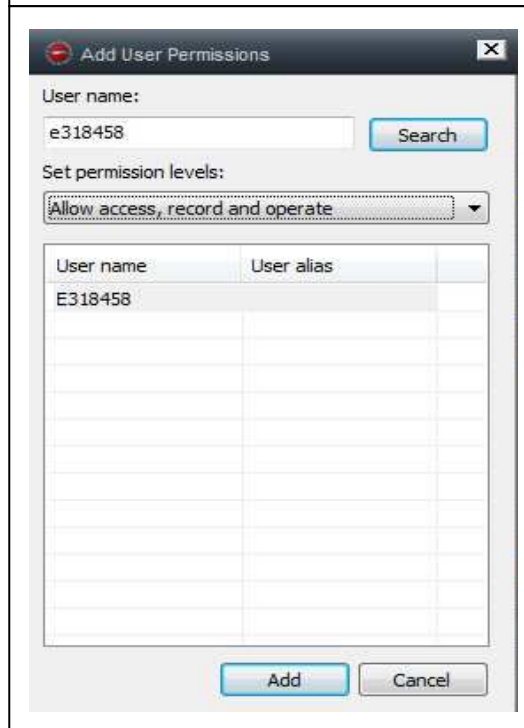 Add User Permissions
User name:
e318458
Search
Set permission levels:
Allow access, record and operate
User name User alias
E318458
Add Cancel